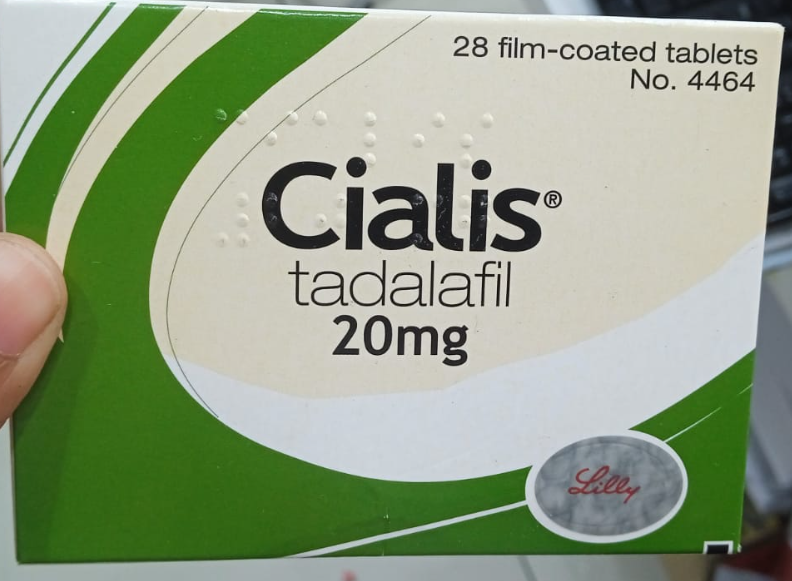 28 film-coated tablets
No. 4464
Cialis®
tadalafil
20mg
Lilly